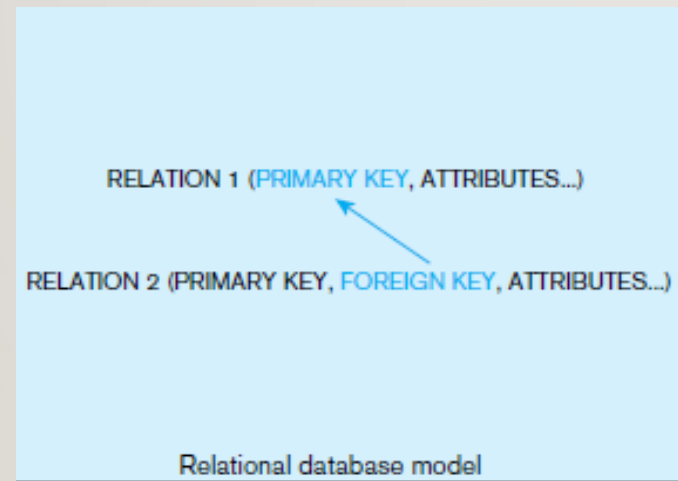 RELATION 1 (PRIMARY KEY, ATTRIBUTES...)
RELATION 2 (PRIMARY KEY, FOREIGN KEY, ATTRIBUTES...)
Relational database model